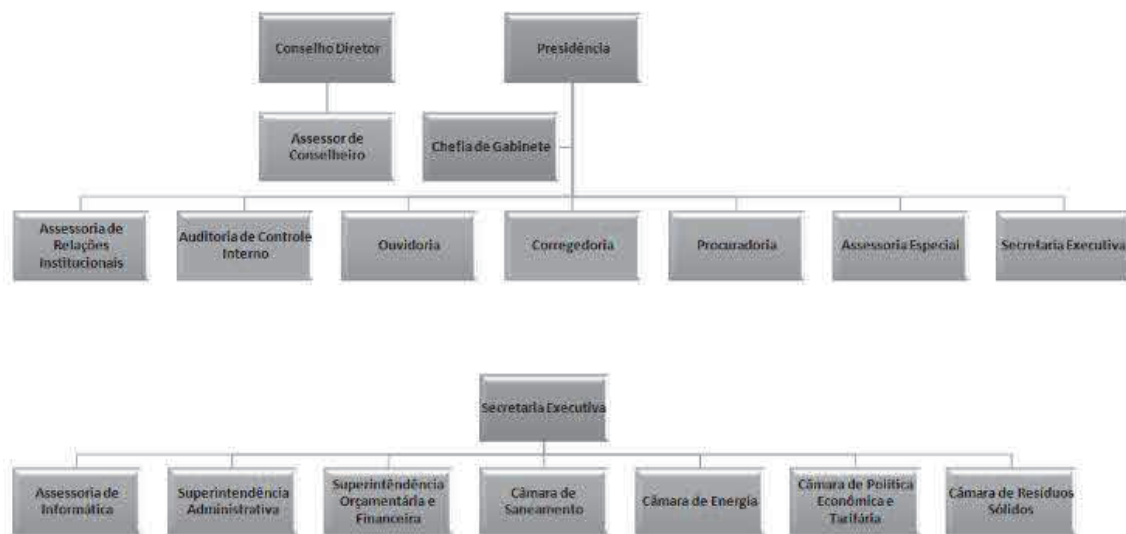 Conselho Diretor
Presidência
Assessor de
Conselheiro
Chefia de Gabinete
Assessoria de
Relações
Institucionais
Auditoria de Controle
Interno
Ouvidoria
Corregedoria
Procuradoria
Assessoria Especial
Secretaria Executiva
Secretaria Executiva
Assessoria de
Informática
Superintendência
Administrativa
Superintêndência
Orçamentária e
Financeira
Câmara de
Saneamento
Câmara de Energia
Câmara de Política
Econômica e
Tarifária
Câmara de Resíduos
Sólidos